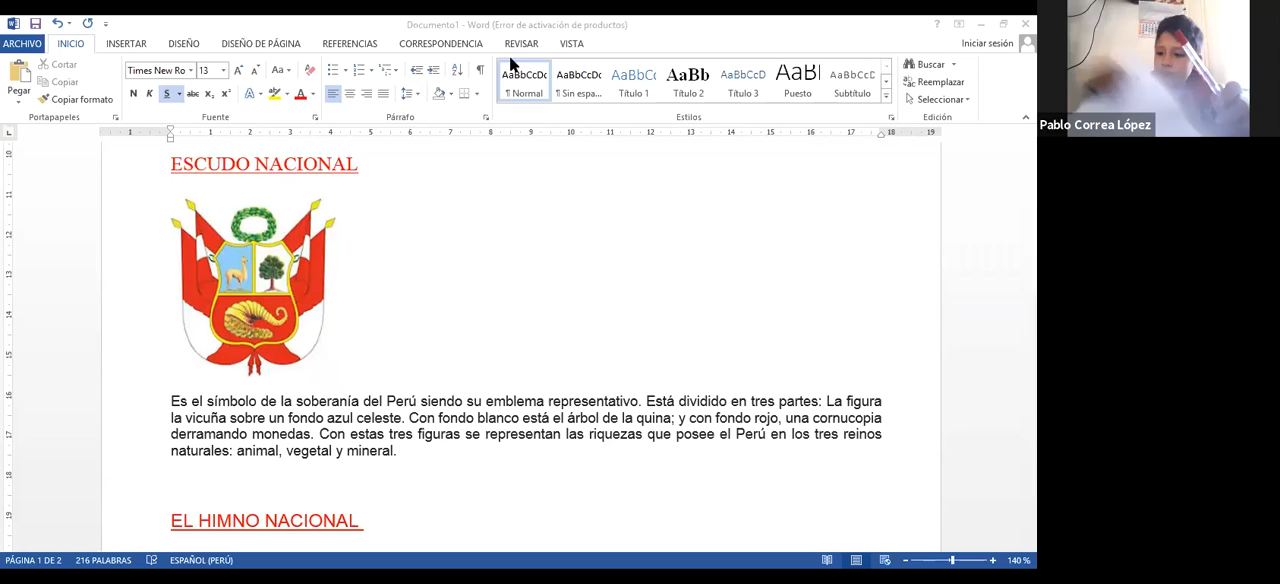 Documento1 - Word (Error de activación de productos)
ARCHIVO INICIO INSERTAR DISEÑO DISEÑO DE PÁGINA REFERENCIAS CORRESPONDENCIA REVISAR VISTA Iniciar sesión
Pegar
Cortar
Copiar
Copiar formato
Portapapeles
Times New Ro 13
N K S abc x₂ x²
Fuente
Párrafo
AaBbCcDc AaBbCcDc AaBbCc AaBb AaBbCcD AaBl AaBbCcD
¶ Normal ¶ Sin espa... Título 1 Título 2 Título 3 Puesto Subtítulo
Estilos
Buscar
Reemplazar
Seleccionar
Edición
Pablo Correa López
ESCUDO NACIONAL
Es el símbolo de la soberanía del Perú siendo su emblema representativo. Está dividido en tres partes: La figura
la vicuña sobre un fondo azul celeste. Con fondo blanco está el árbol de la quina; y con fondo rojo, una cornucopia
derramando monedas. Con estas tres figuras se representan las riquezas que posee el Perú en los tres reinos
naturales: animal, vegetal y mineral.
EL HIMNO NACIONAL
PÁGINA 1 DE 2 216 PALABRAS ESPAÑOL (PERÚ) 140 %